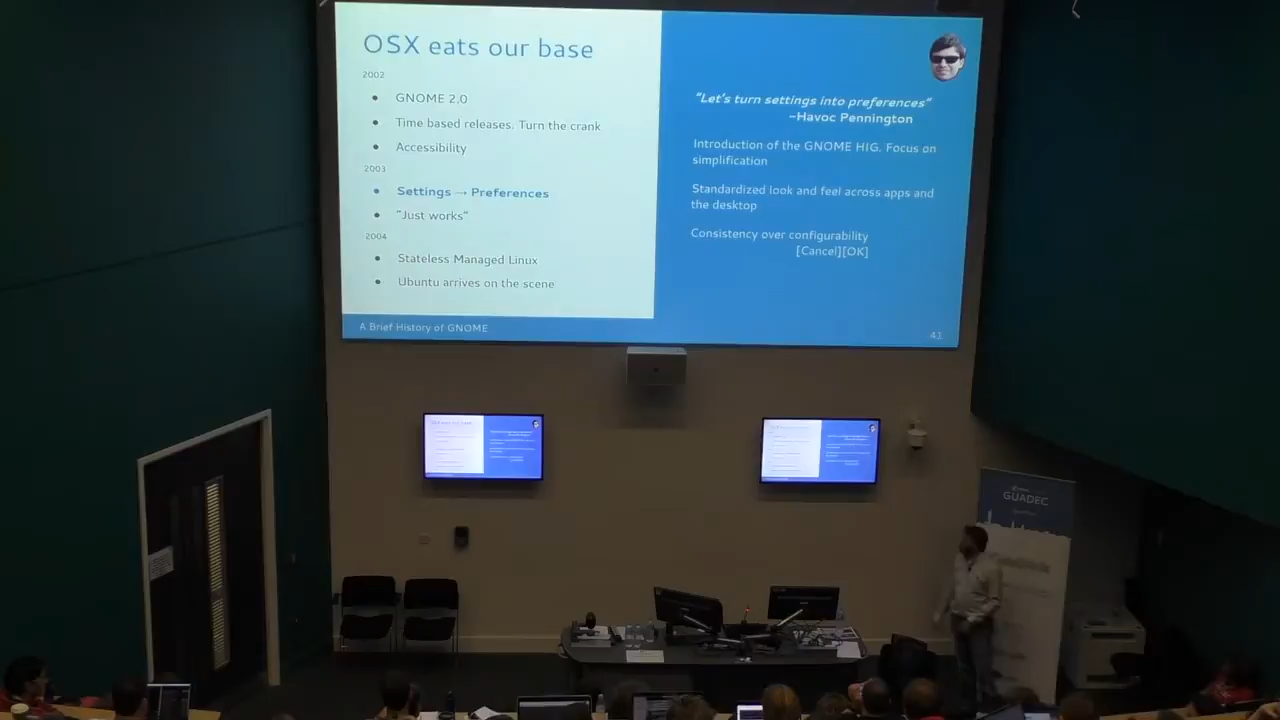 OSX eats our base
2002
GNOME 2.0
Time based releases. Turn the crank
Accessibility
2003
Settings → Preferences
"Just works"
2004
Stateless Managed Linux
Ubuntu arrives on the scene
"Let's turn settings into preferences"
–Havoc Pennington
Introduction of the GNOME HIG. Focus on
simplification
Standardized look and feel across apps and
the desktop
Consistency over configurability
[Cancel][OK]
A Brief History of GNOME
41
GUADEC